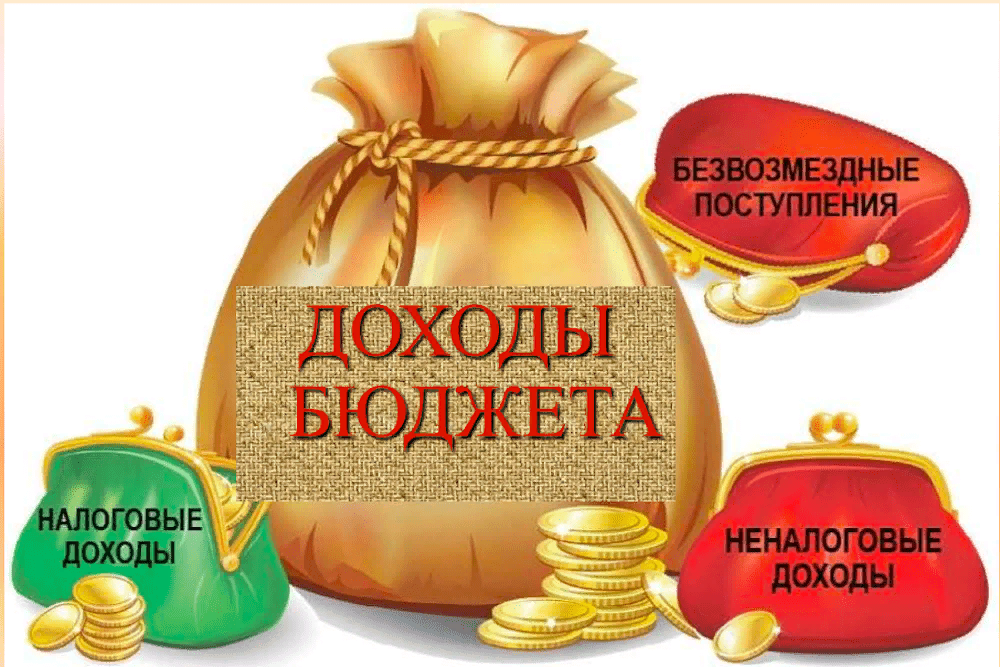 БЕЗВОЗМЕЗДНЫЕ
ПОСТУПЛЕНИЯ
ДОХОДЫ
БЮДЖЕТА
НАЛОГОВЫЕ
ДОХОДЫ
НЕНАЛОГОВЫЕ
ДОХОДЫ